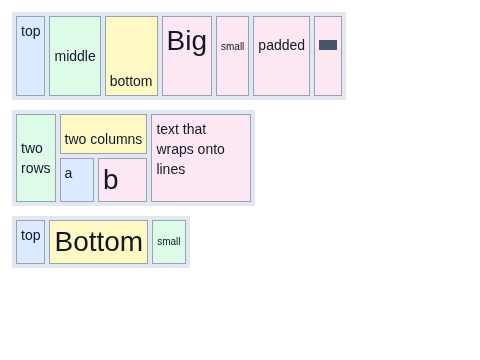 top
middle
bottom
Big
small
padded
two
rows
two columns
a
b
text that
wraps onto
lines
top
Bottom
small